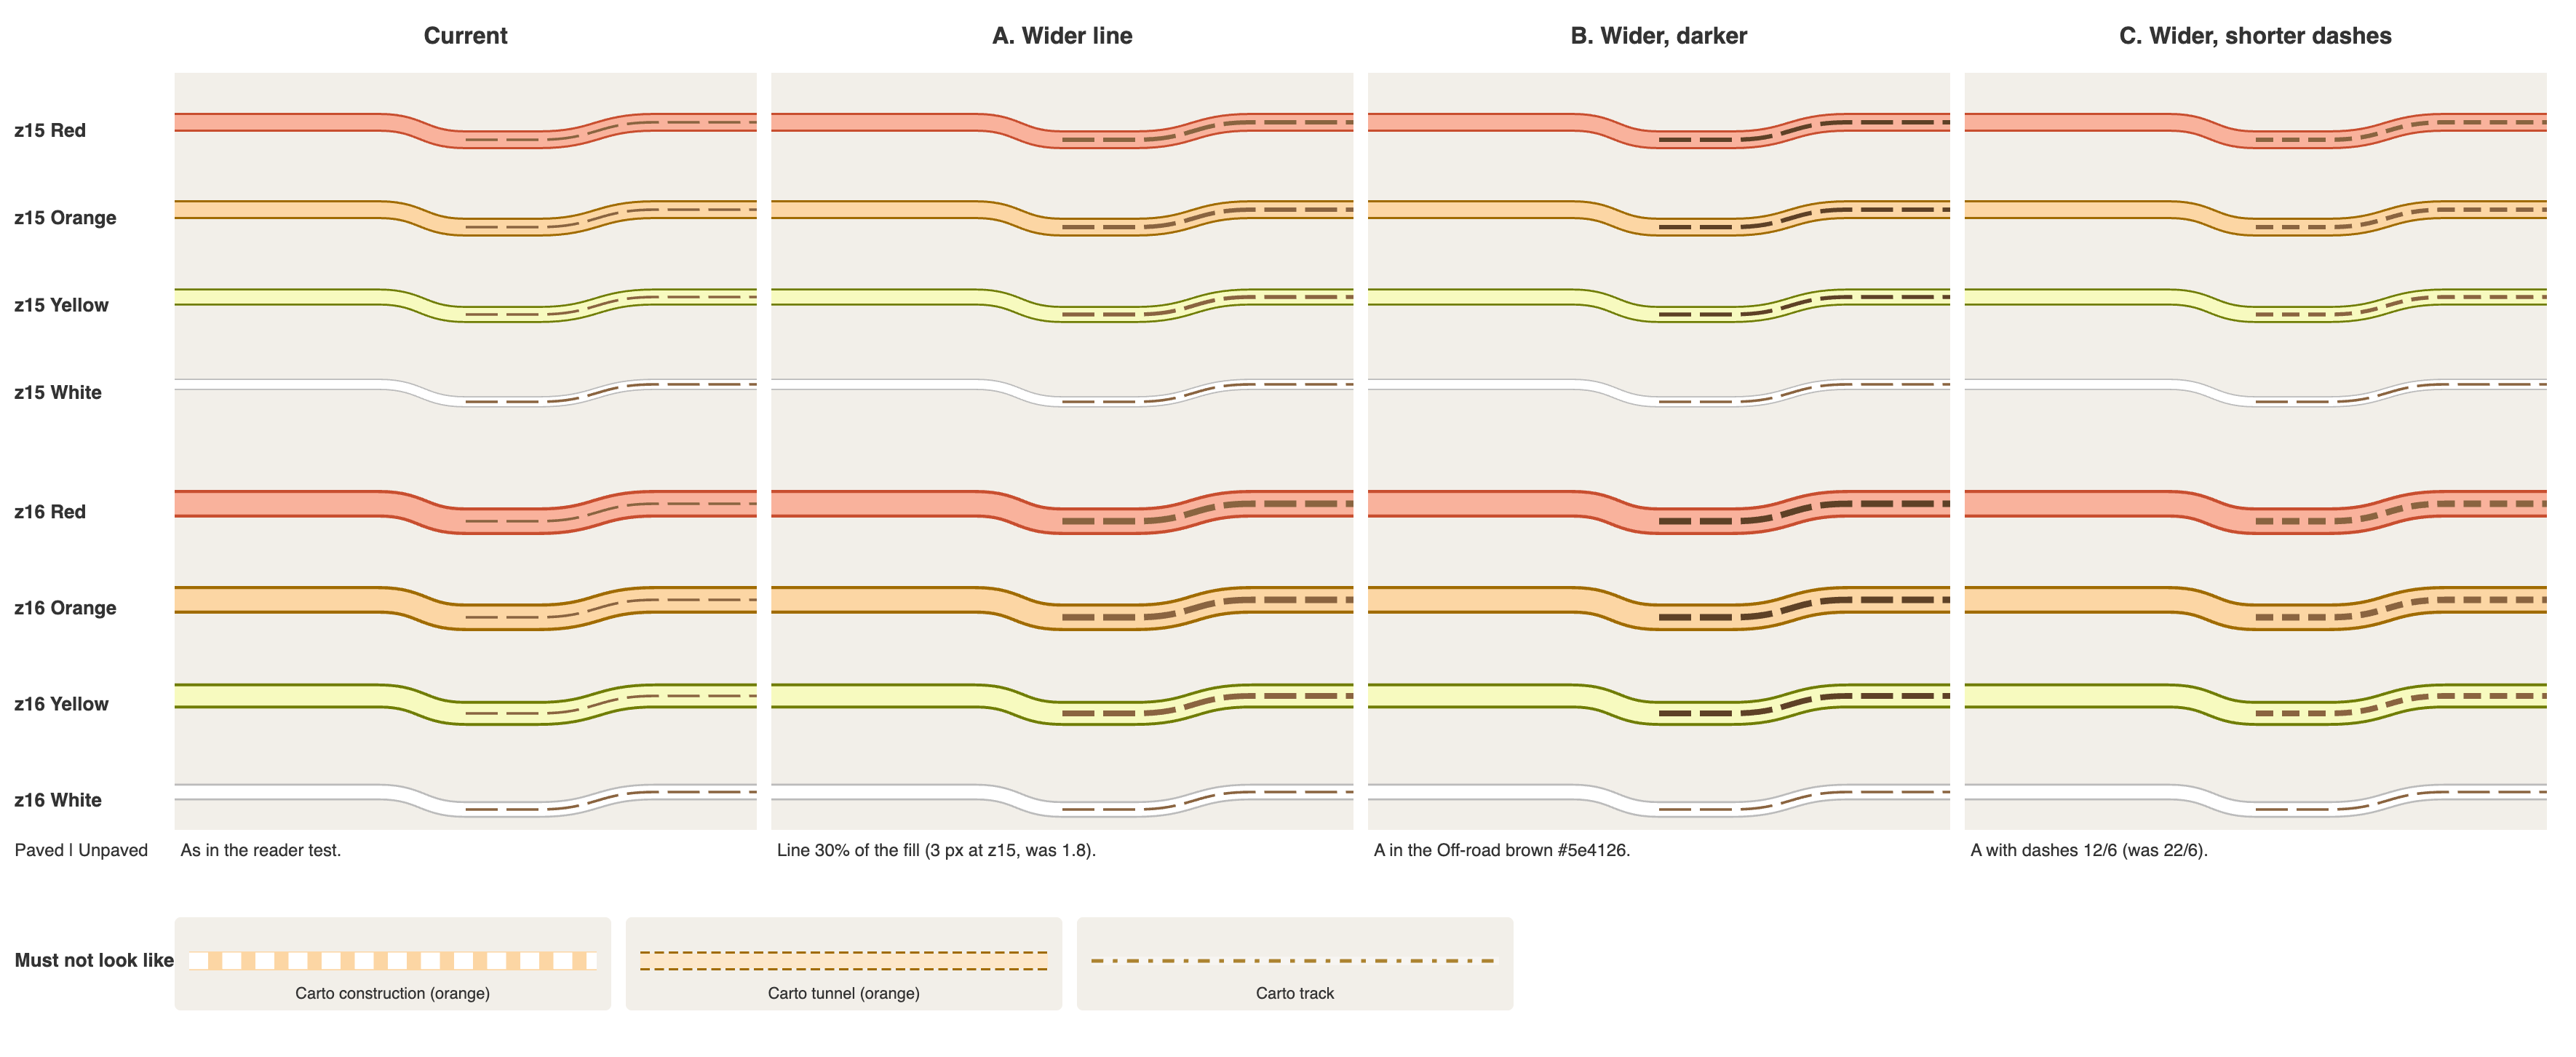 Current
A. Wider line
B. Wider, darker
C. Wider, shorter dashes
z15 Red
z15 Orange
z15 Yellow
z15 White
z16 Red
z16 Orange
z16 Yellow
z16 White
Paved | Unpaved
As in the reader test.
Line 30% of the fill (3 px at z15, was 1.8).
A in the Off-road brown #5e4126.
A with dashes 12/6 (was 22/6).
Must not look like
Carto construction (orange)
Carto tunnel (orange)
Carto track